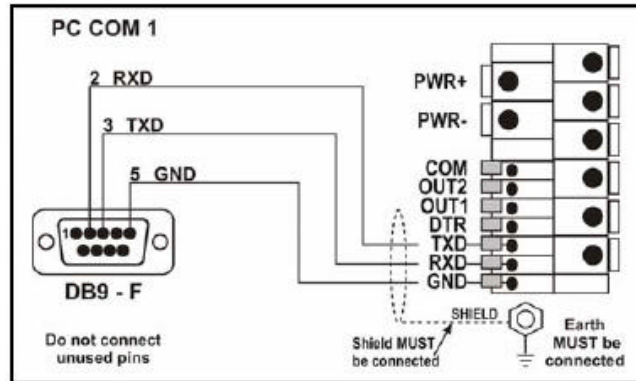 PC COM 1
2 RXD
3 TXD
5 GND
1
DB9 - F
Do not connect
unused pins
PWR+
PWR-
COM
OUT2
OUT1
DTR
TXD
RXD
GND
SHIELD
Shield MUST
be connected
Earth
MUST be
connected